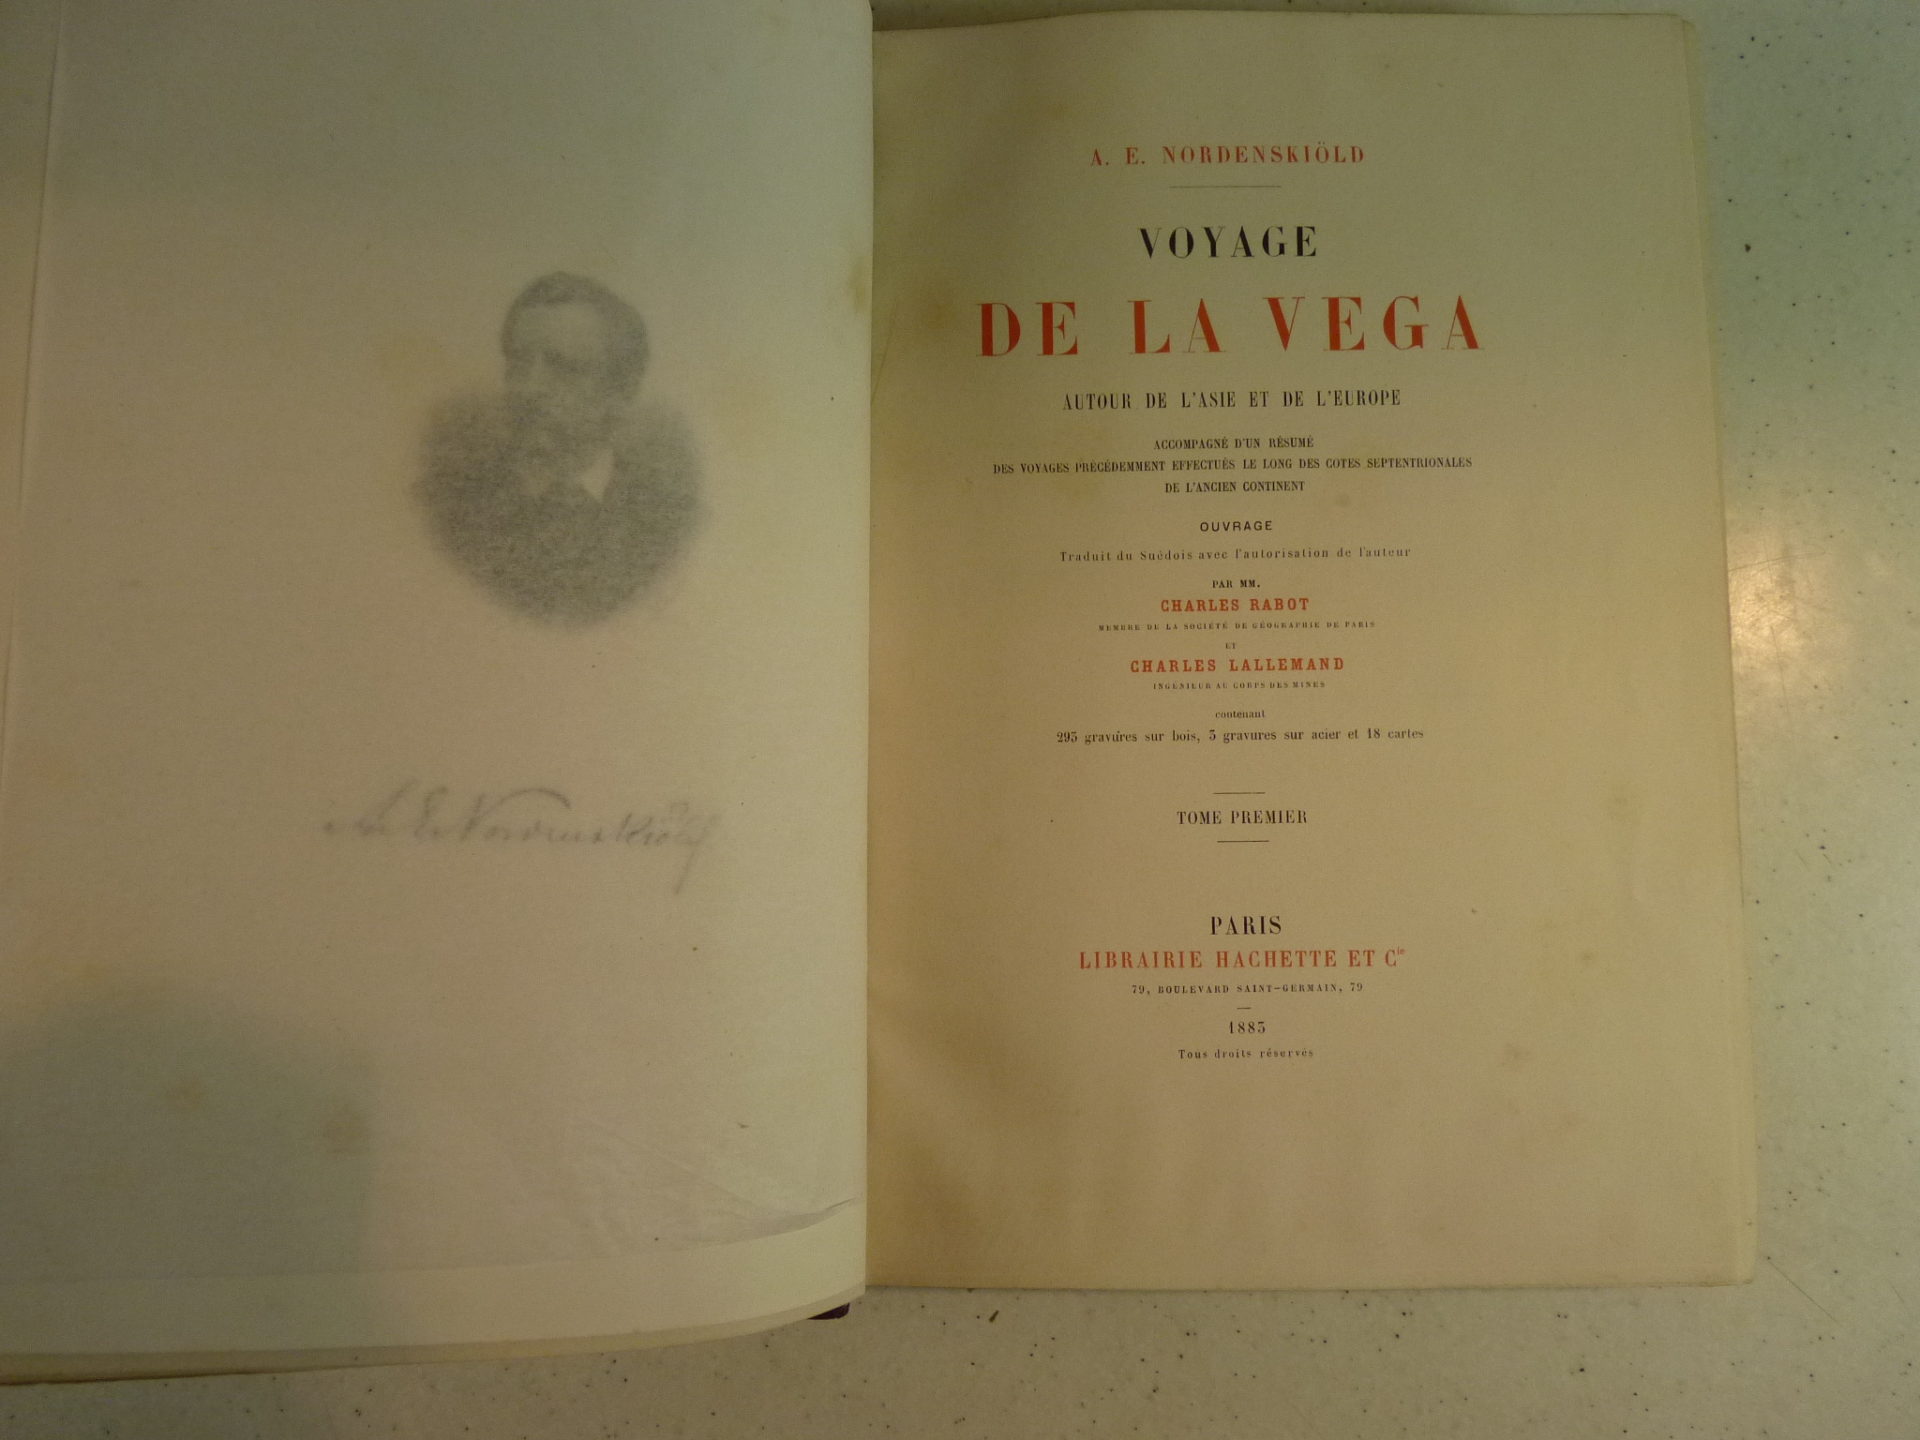 A. E. Nordenskiöld
A. E. NORDENSKIÖLD
VOYAGE
DE LA VEGA
AUTOUR DE L'ASIE ET DE L'EUROPE
ACCOMPAGNÉ D'UN RÉSUMÉ
DES VOYAGES PRÉCÉDEMMENT EFFECTUÉS LE LONG DES COTES SEPTENTRIONALES
DE L'ANCIEN CONTINENT
OUVRAGE
Traduit du Suédois avec l'autorisation de l'auteur
PAR MM.
CHARLES RABOT
MEMBRE DE LA SOCIÉTÉ DE GÉOGRAPHIE DE PARIS
ET
CHARLES LALLEMAND
INGÉNIEUR AU CORPS DES MINES
contenant
293 gravures sur bois, 3 gravures sur acier et 18 cartes
TOME PREMIER
PARIS
LIBRAIRIE HACHETTE ET Cie
79, BOULEVARD SAINT-GERMAIN, 79
1883
Tous droits réservés